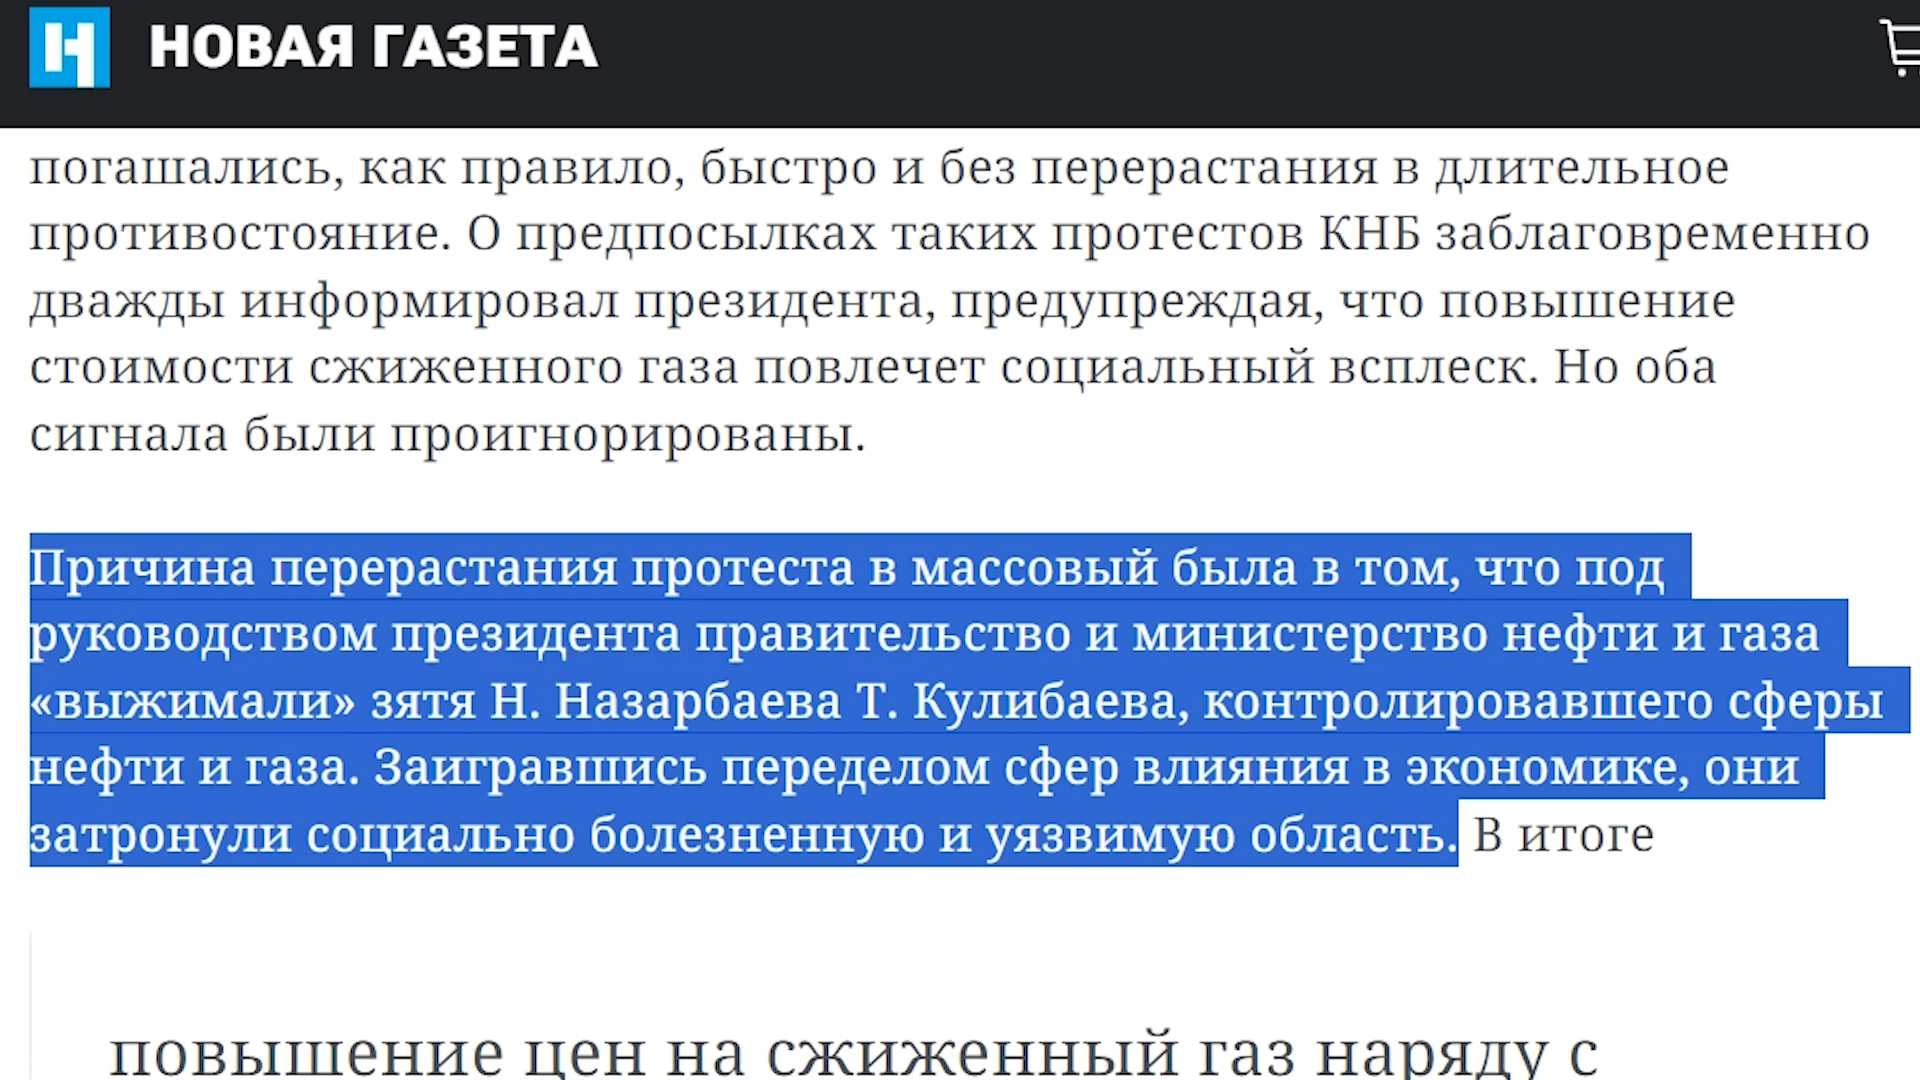 НОВАЯ ГАЗЕТА
погашались, как правило, быстро и без перерастания в длительное
противостояние. О предпосылках таких протестов КНБ заблаговременно
дважды информировал президента, предупреждая, что повышение
стоимости сжиженного газа повлечет социальный всплеск. Но оба
сигнала были проигнорированы.
Причина перерастания протеста в массовый была в том, что под
руководством президента правительство и министерство нефти и газа
«выжимали» зятя Н. Назарбаева Т. Кулибаева, контролировавшего сферы
нефти и газа. Заигравшись переделом сфер влияния в экономике, они
затронули социально болезненную и уязвимую область. В итоге
повышение цен на сжиженный газ наряду с